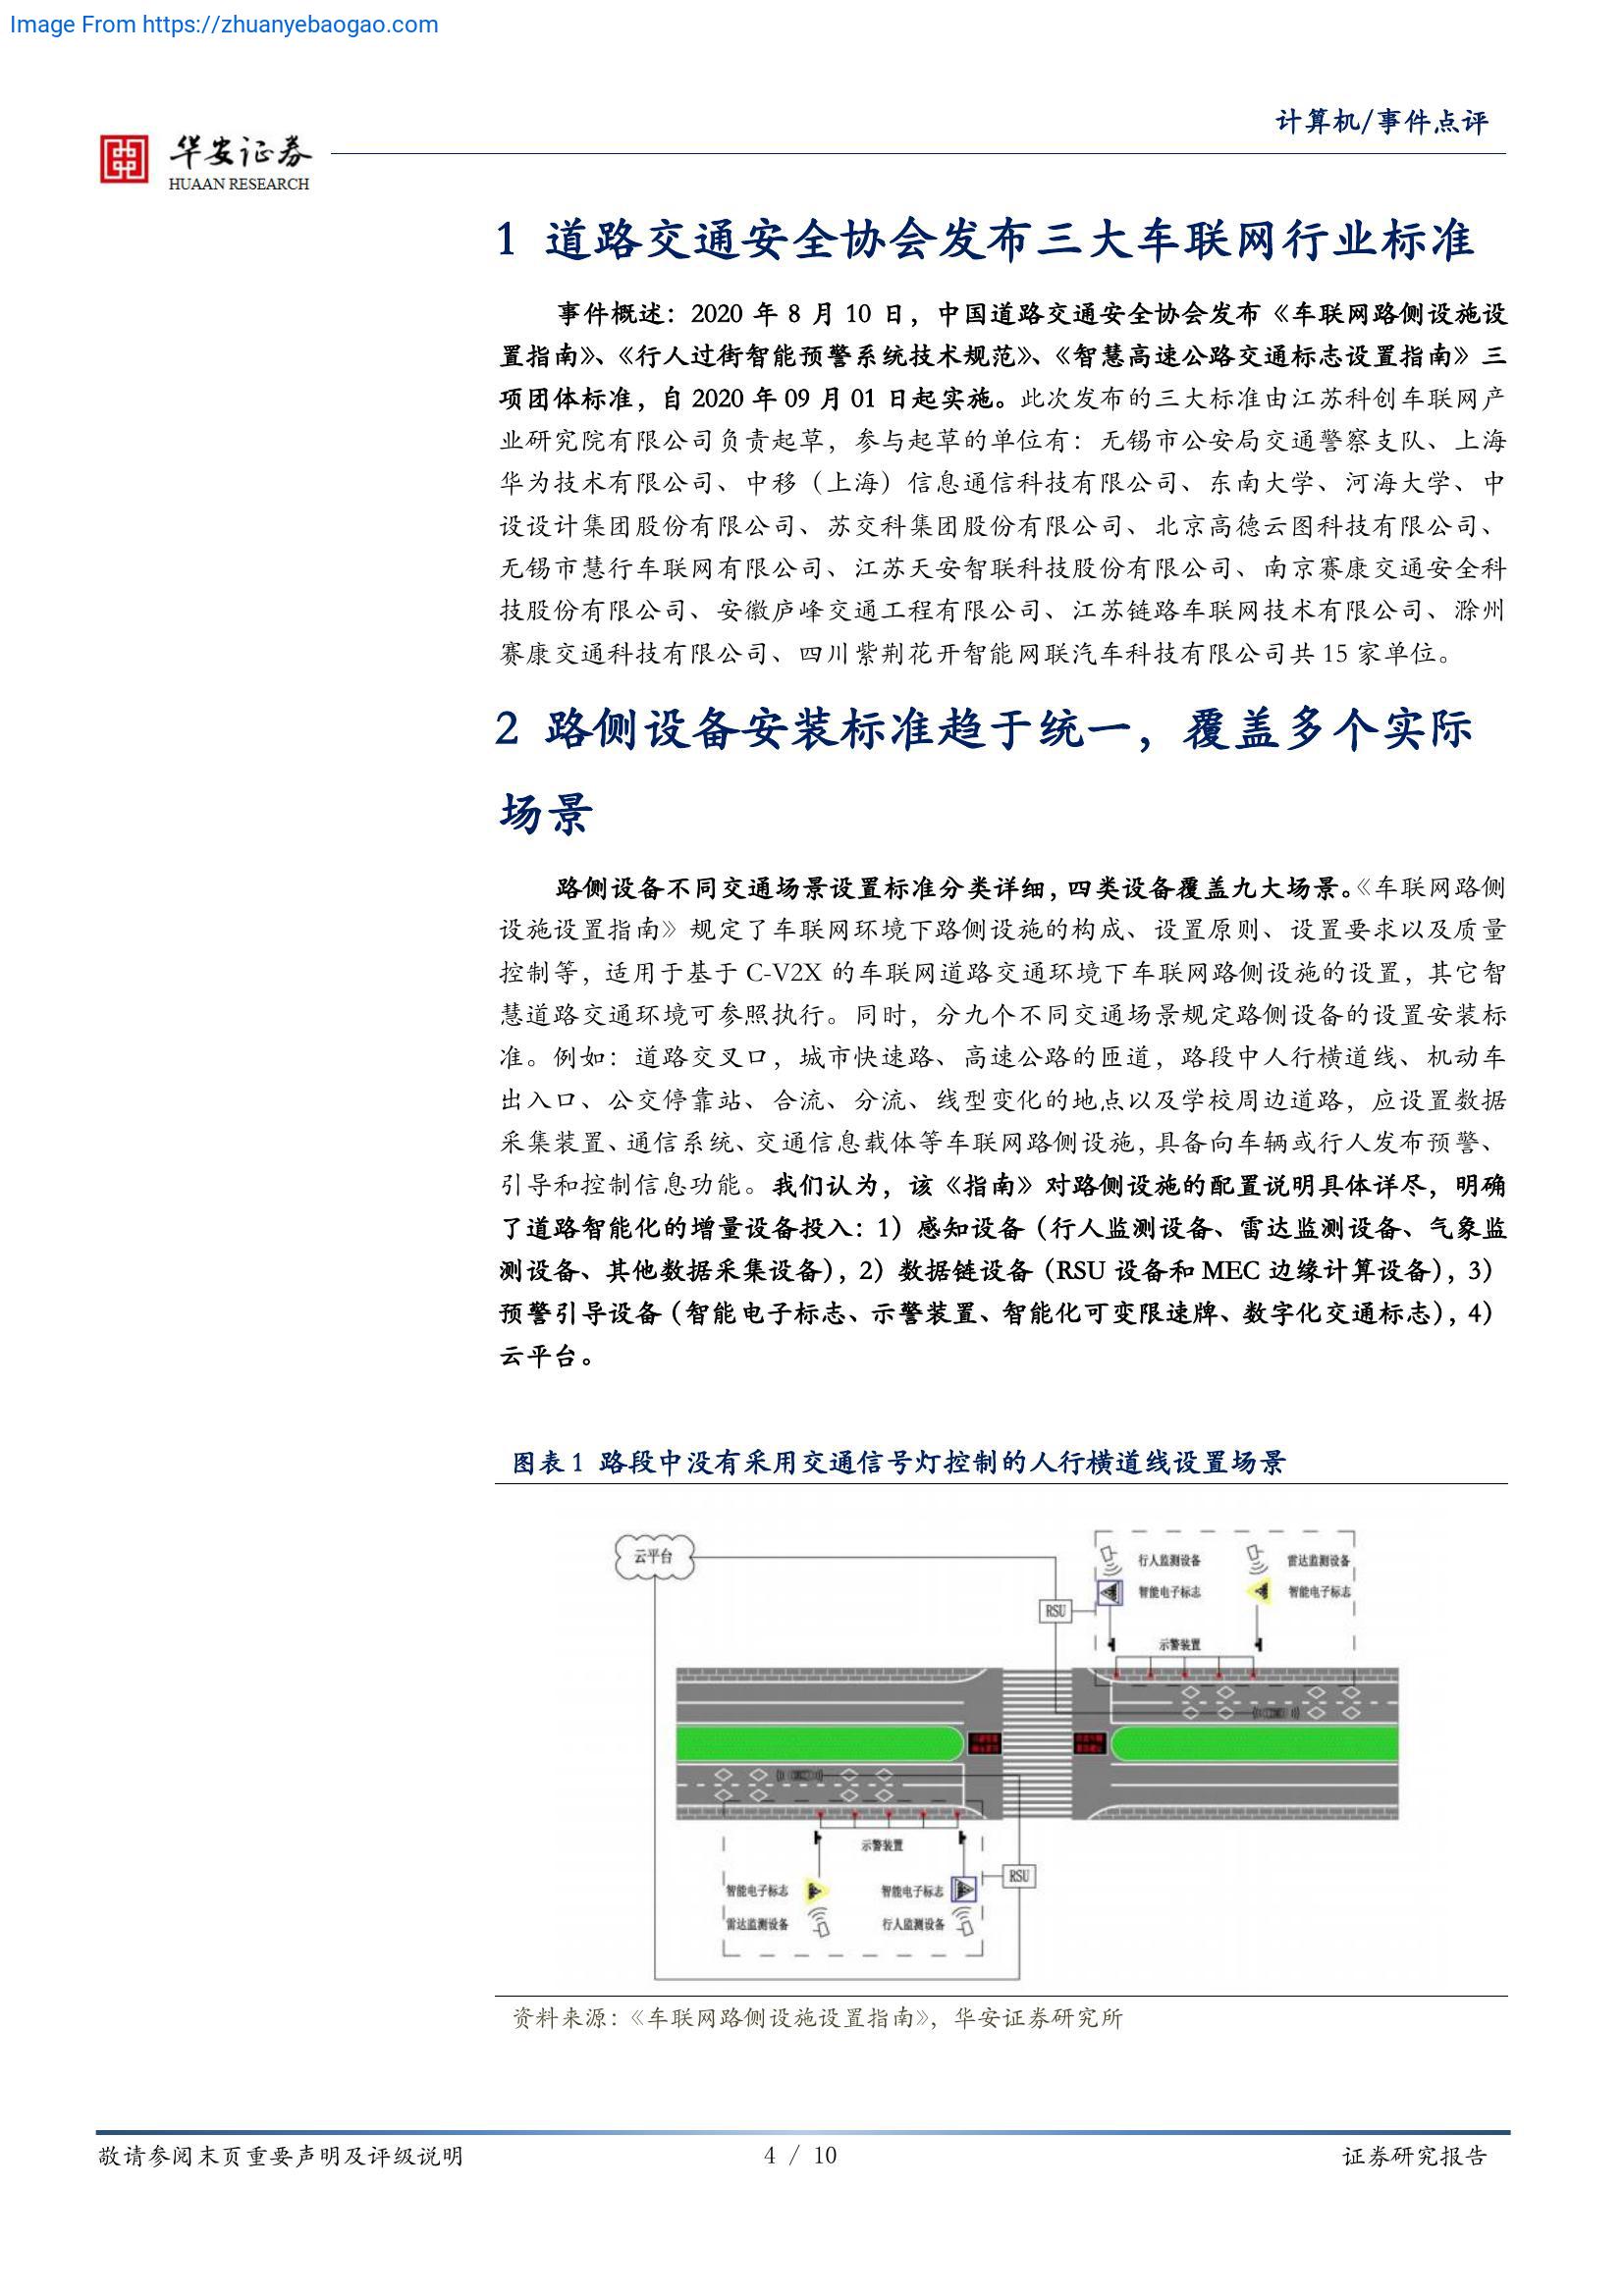 Image From https://zhuanyebaogao.com
计算机/事件点评
华安证券
HUAAN RESEARCH
1 道路交通安全协会发布三大车联网行业标准
事件概述：2020 年 8 月 10 日，中国道路交通安全协会发布《车联网路侧设施设
置指南》、《行人过街智能预警系统技术规范》、《智慧高速公路交通标志设置指南》三
项团体标准，自 2020 年 09 月 01 日起实施。此次发布的三大标准由江苏科创车联网产
业研究院有限公司负责起草，参与起草的单位有：无锡市公安局交通警察支队、上海
华为技术有限公司、中移（上海）信息通信科技有限公司、东南大学、河海大学、中
设设计集团股份有限公司、苏交科集团股份有限公司、北京高德云图科技有限公司、
无锡市慧行车联网有限公司、江苏天安智联科技股份有限公司、南京赛康交通安全科
技股份有限公司、安徽庐峰交通工程有限公司、江苏链路车联网技术有限公司、滁州
赛康交通科技有限公司、四川紫荆花开智能网联汽车科技有限公司共 15 家单位。
2 路侧设备安装标准趋于统一，覆盖多个实际
场景
路侧设备不同交通场景设置标准分类详细，四类设备覆盖九大场景。《车联网路侧
设施设置指南》规定了车联网环境下路侧设施的构成、设置原则、设置要求以及质量
控制等，适用于基于 C-V2X 的车联网道路交通环境下车联网路侧设施的设置，其它智
慧道路交通环境可参照执行。同时，分九个不同交通场景规定路侧设备的设置安装标
准。例如：道路交叉口，城市快速路、高速公路的匝道，路段中人行横道线、机动车
出入口、公交停靠站、合流、分流、线型变化的地点以及学校周边道路，应设置数据
采集装置、通信系统、交通信息载体等车联网路侧设施，具备向车辆或行人发布预警、
引导和控制信息功能。我们认为，该《指南》对路侧设施的配置说明具体详尽，明确
了道路智能化的增量设备投入：1）感知设备（行人监测设备、雷达监测设备、气象监
测设备、其他数据采集设备），2）数据链设备（RSU 设备和 MEC 边缘计算设备），3）
预警引导设备（智能电子标志、示警装置、智能化可变限速牌、数字化交通标志），4）
云平台。
图表 1 路段中没有采用交通信号灯控制的人行横道线设置场景
云平台
行人监测设备 雷达监测设备
智能电子标志 智能电子标志
RSU
示警装置
示警装置
RSU
智能电子标志 智能电子标志
雷达监测设备 行人监测设备
资料来源：《车联网路侧设施设置指南》，华安证券研究所
敬请参阅末页重要声明及评级说明 4 / 10 证券研究报告